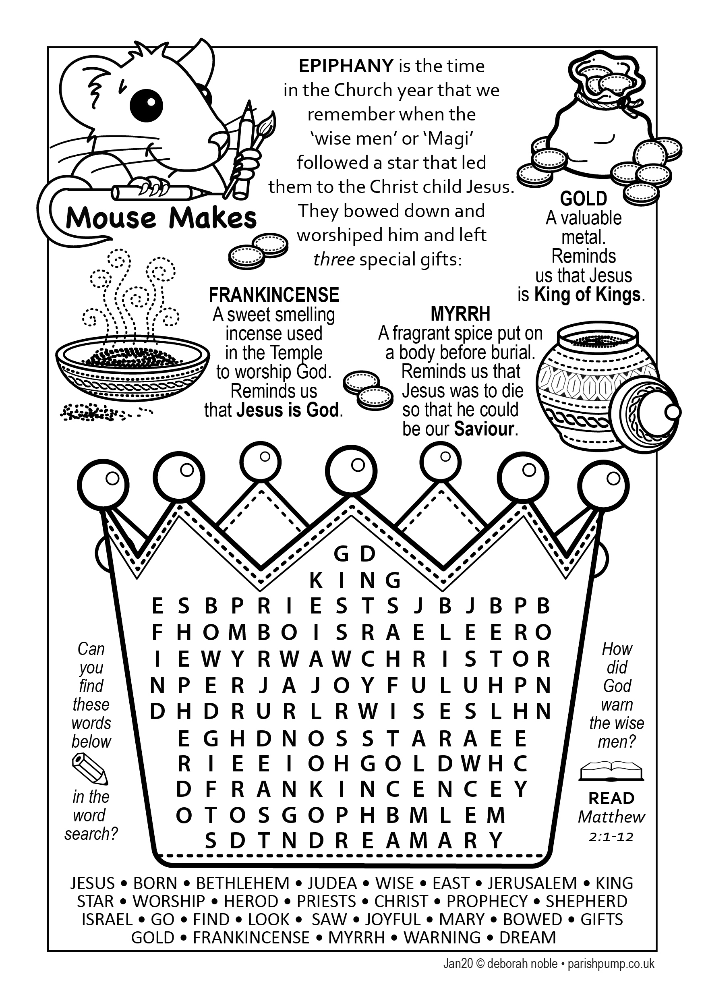 EPIPHANY is the time
in the Church year that we
remember when the
‘wise men’ or ‘Magi’
followed a star that led
them to the Christ child Jesus.
They bowed down and
worshiped him and left
three special gifts:
Mouse Makes
GOLD
A valuable
metal.
Reminds
us that Jesus
is King of Kings.
FRANKINCENSE
A sweet smelling
incense used
in the Temple
to worship God.
Reminds us
that Jesus is God.
MYRRH
A fragrant spice put on
a body before burial.
Reminds us that
Jesus was to die
so that he could
be our Saviour.
G D
K I N G
E S B P R I E S T S J B J B P B
F H O M B O I S R A E L E E R O
I E W Y R W A W C H R I S T O R
N P E R J A J O Y F U L U H P N
D H D R U R L R W I S E S L H N
E G H D N O S S T A R A E E
R I E E I O H G O L D W H C
D F R A N K I N C E N C E Y
O T O S G O P H B M L E M
S D T N D R E A M A R Y
Can
you
find
these
words
below
in the
word
search?
How
did
God
warn
the wise
men?
READ
Matthew
2:1-12
JESUS • BORN • BETHLEHEM • JUDEA • WISE • EAST • JERUSALEM • KING
STAR • WORSHIP • HEROD • PRIESTS • CHRIST • PROPHECY • SHEPHERD
ISRAEL • GO • FIND • LOOK • SAW • JOYFUL • MARY • BOWED • GIFTS
GOLD • FRANKINCENSE • MYRRH • WARNING • DREAM
Jan20 © deborah noble • parishpump.co.uk